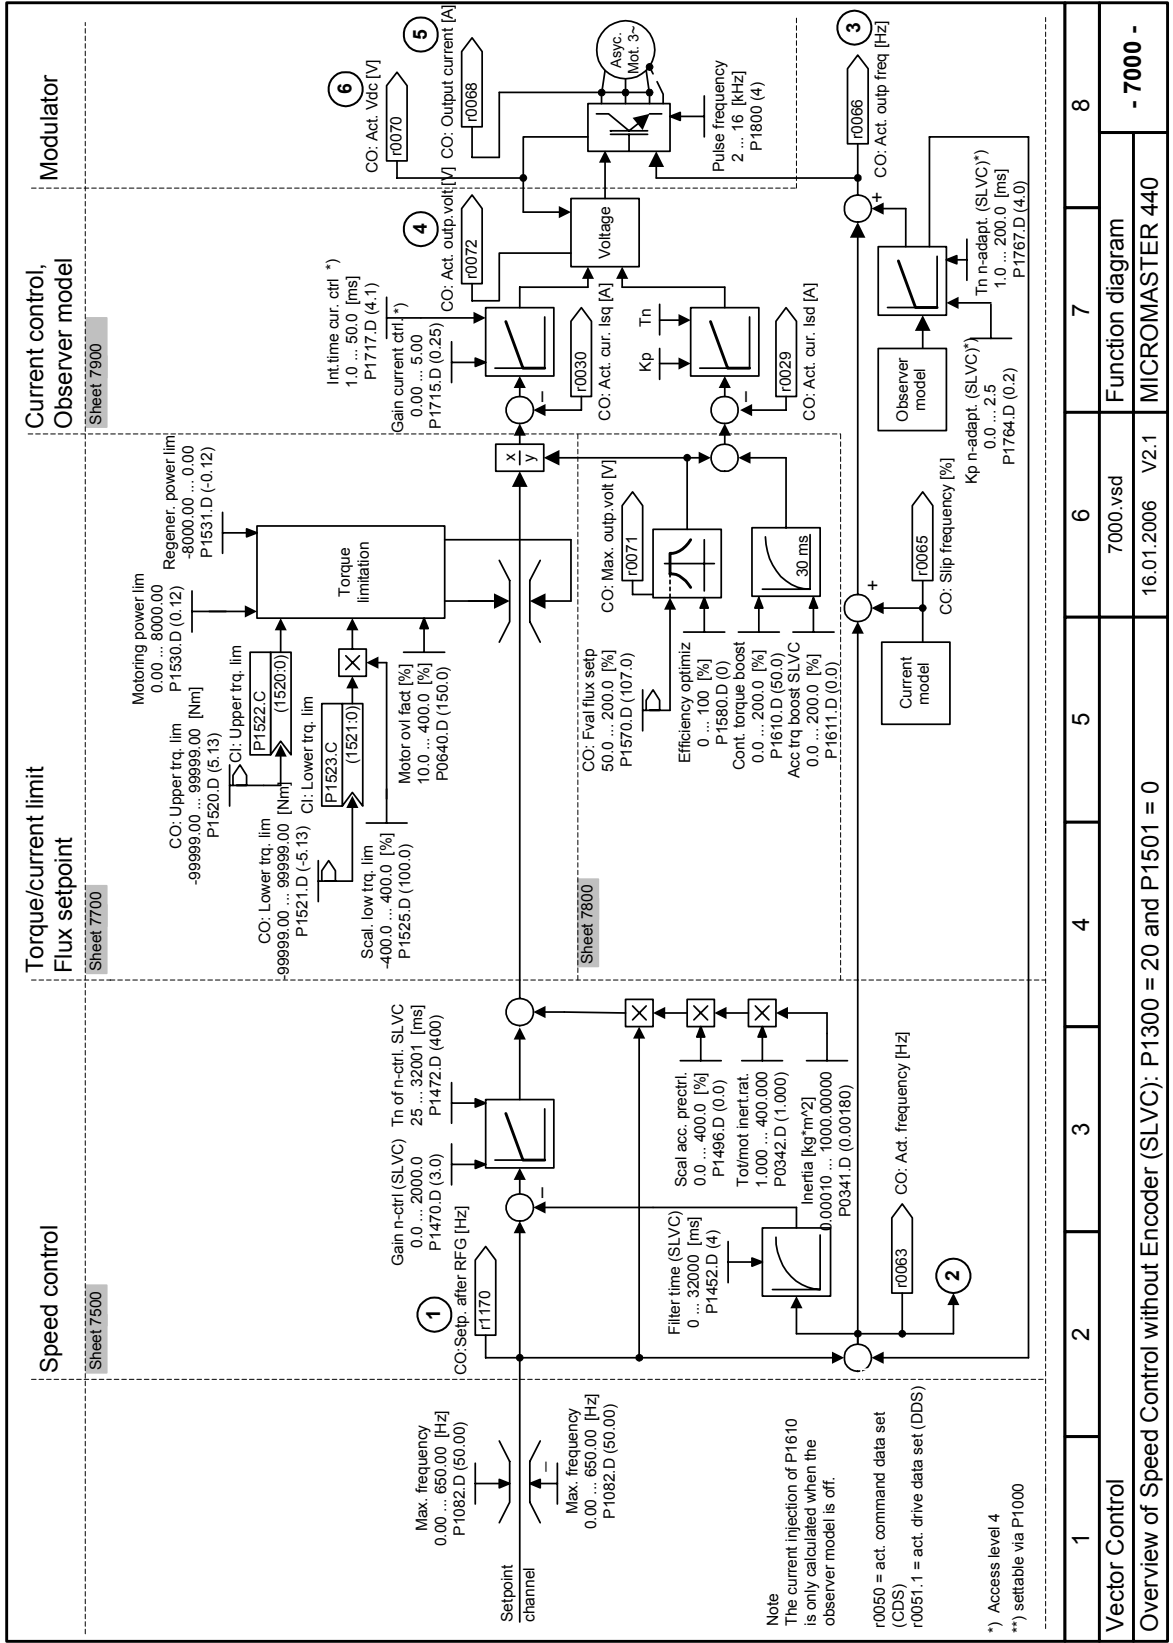 Speed control
Sheet 7500
Torque/current limit
Flux setpoint
Sheet 7700
Current control,
Observer model
Sheet 7900
Modulator
Setpoint
channel
Max. frequency
0.00 ... 650.00 [Hz]
P1082.D (50.00)
Max. frequency
0.00 ... 650.00 [Hz]
P1082.D (50.00)
–
1
CO:Setp. after RFG [Hz]
r1170
Gain n-ctrl (SLVC)
0.0 ... 2000.0
P1470.D (3.0)
Tn of n-ctrl. SLVC
25 ... 32001 [ms]
P1472.D (400)
–
Filter time (SLVC)
0 ... 32000 [ms]
P1452.D (4)
Scal acc. prectrl.
0.0 ... 400.0 [%]
P1496.D (0.0)
Tot/mot inert.rat.
1.000 ... 400.000
P0342.D (1.000)
Inertia [kg*m^2]
0.00010 ... 1000.00000
P0341.D (0.00180)
r0063
CO: Act. frequency [Hz]
2
CO: Upper trq. lim
-99999.00 ... 99999.00 [Nm]
P1520.D (5.13)
CI: Upper trq. lim
P1522.C
(1520:0)
CO: Lower trq. lim
-99999.00 ... 99999.00 [Nm]
P1521.D (-5.13)
CI: Lower trq. lim
P1523.C
(1521:0)
Scal. low trq. lim
-400.0 ... 400.0 [%]
P1525.D (100.0)
Motoring power lim
0.00 ... 8000.00
P1530.D (0.12)
Regener. power lim
-8000.00 ... 0.00
P1531.D (-0.12)
Torque
limitation
Motor ovl fact [%]
10.0 ... 400.0 [%]
P0640.D (150.0)
Sheet 7800
CO: Fval flux setp
50.0 ... 200.0 [%]
P1570.D (107.0)
CO: Max. outp.volt [V]
r0071
Efficiency optimiz
0 ... 100 [%]
P1580.D (0)
Cont. torque boost
0.0 ... 200.0 [%]
P1610.D (50.0)
Acc trq boost SLVC
0.0 ... 200.0 [%]
P1611.D (0.0)
30 ms
x
y
Int.time cur. ctrl *)
1.0 ... 50.0 [ms]
P1717.D (4.1)
Gain current ctrl. *)
0.00 ... 5.00
P1715.D (0.25)
–
r0030
CO: Act. cur. Isq [A]
Kp
Tn
–
r0029
CO: Act. cur. Isd [A]
4
CO: Act. outp.volt [V]
r0072
Voltage
6
CO: Act. Vdc [V]
r0070
5
CO: Output current [A]
r0068
Asyc.
Mot. 3~
Pulse frequency
2 ... 16 [kHz]
P1800 (4)
3
r0066
CO: Act. outp freq [Hz]
Current
model
r0065
CO: Slip frequency [%]
+
+
Observer
model
Kp n-adapt. (SLVC)*)
0.0 ... 2.5
P1764.D (0.2)
Tn n-adapt. (SLVC)*)
1.0 ... 200.0 [ms]
P1767.D (4.0)
Note
The current injection of P1610
is only calculated when the
observer model is off.
r0050 = act. command data set
(CDS)
r0051.1 = act. drive data set (DDS)
*) Access level 4
**) settable via P1000
1 2 3 4 5 6 7 8
Vector Control
7000.vsd
Function diagram
- 7000 -
Overview of Speed Control without Encoder (SLVC): P1300 = 20 and P1501 = 0
16.01.2006 V2.1
MICROMASTER 440